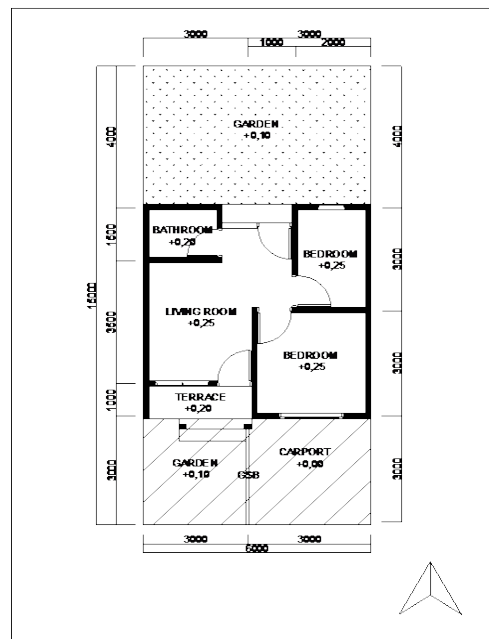 3000 3000
1000 2000
4000
GARDEN
+0,10
4000
1500
BATHROOM
+0,20
BEDROOM
+0,25
3000
3500
LIVING ROOM
+0,25
BEDROOM
+0,25
3000
1000
TERRACE
+0,20
3000
GARDEN
+0,10
GSB
CARPORT
+0,00
3000
3000 3000
6000